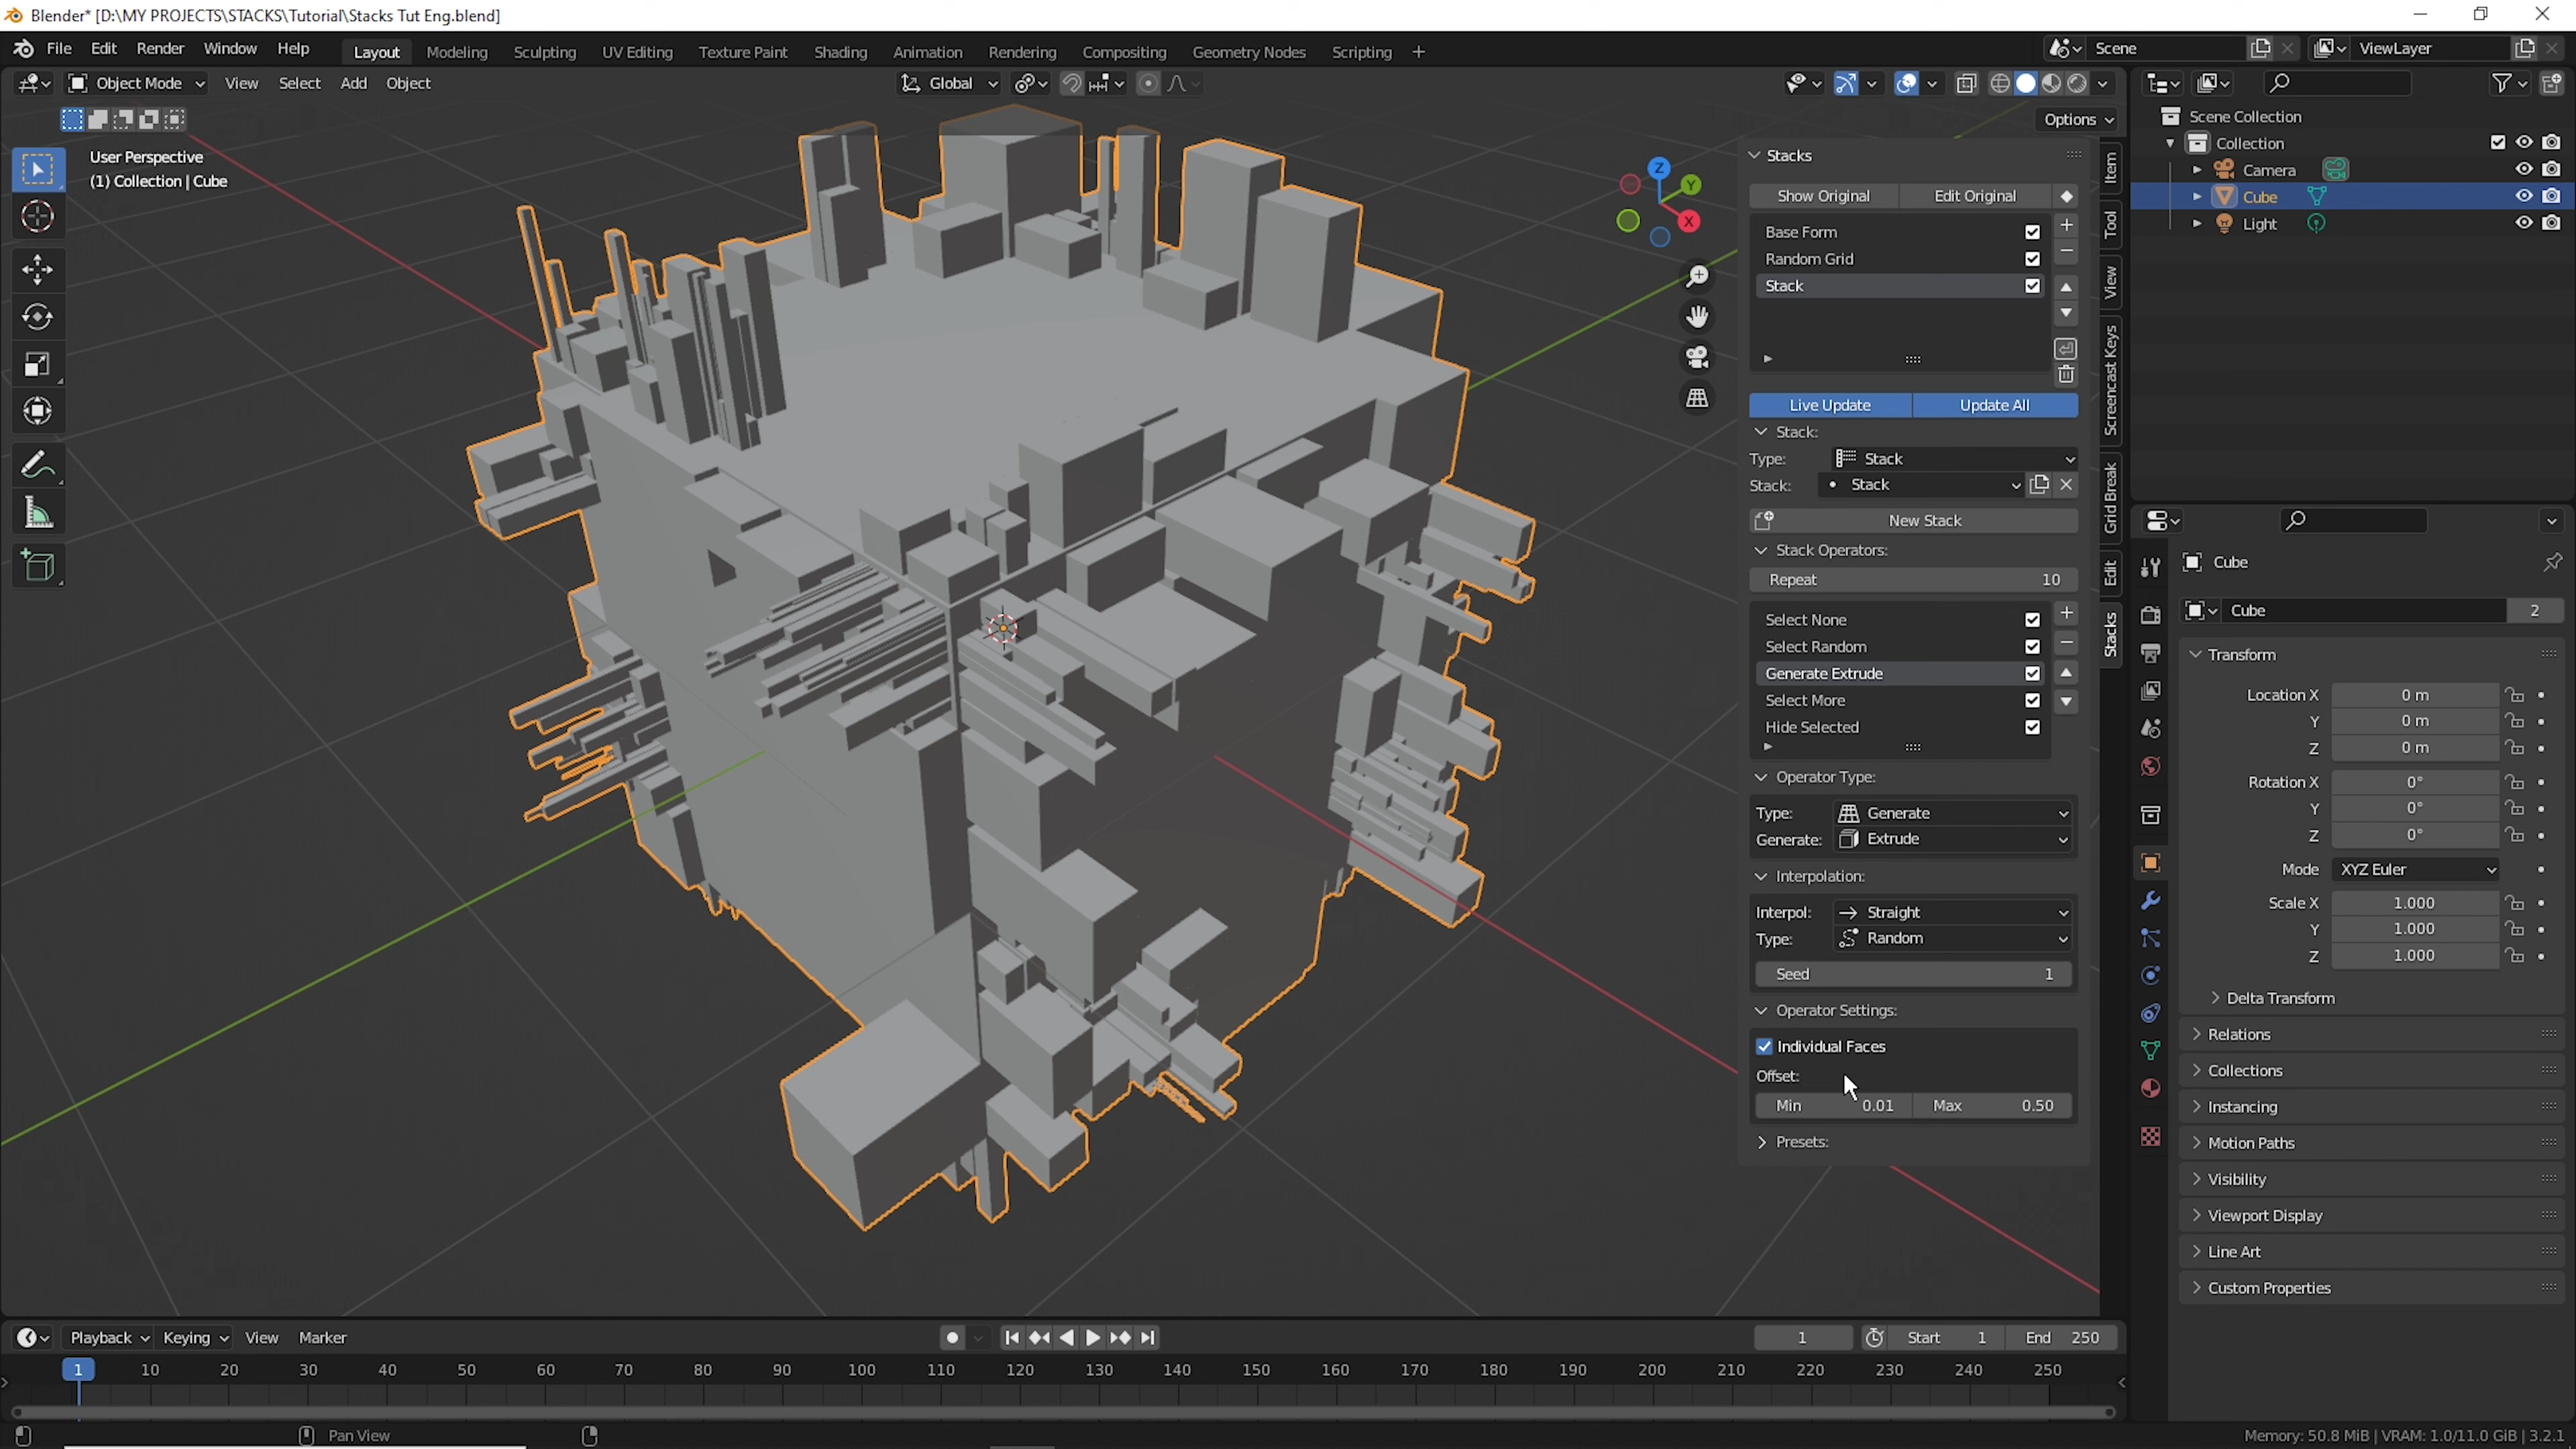 Blender* [D:\MY PROJECTS\STACKS\Tutorial\Stacks Tut Eng.blend]
File Edit Render Window Help Layout Modeling Sculpting UV Editing Texture Paint Shading Animation Rendering Compositing Geometry Nodes Scripting + Scene ViewLayer
Object Mode View Select Add Object Global
Options
User Perspective
(1) Collection | Cube
Z
Y
X
Stacks
Show Original Edit Original
Base Form
Random Grid
Stack
Live Update Update All
Stack:
Type: Stack
Stack: Stack
New Stack
Stack Operators:
Repeat 10
Select None
Select Random
Generate Extrude
Select More
Hide Selected
Operator Type:
Type: Generate
Generate: Extrude
Interpolation:
Interpol: Straight
Type: Random
Seed 1
Operator Settings:
Individual Faces
Offset:
Min 0.01 Max 0.50
Presets:
Item
Tool
View
Screencast Keys
Grid Break
Edit
Stacks
Scene Collection
Collection
Camera
Cube
Light
Cube
Cube 2
Transform
Location X 0 m
Y 0 m
Z 0 m
Rotation X 0°
Y 0°
Z 0°
Mode XYZ Euler
Scale X 1.000
Y 1.000
Z 1.000
Delta Transform
Relations
Collections
Instancing
Motion Paths
Visibility
Viewport Display
Line Art
Custom Properties
Playback Keying View Marker 1 Start 1 End 250
1 10 20 30 40 50 60 70 80 90 100 110 120 130 140 150 160 170 180 190 200 210 220 230 240 250
Pan View
Memory: 50.8 MiB | VRAM: 1.0/11.0 GiB | 3.2.1